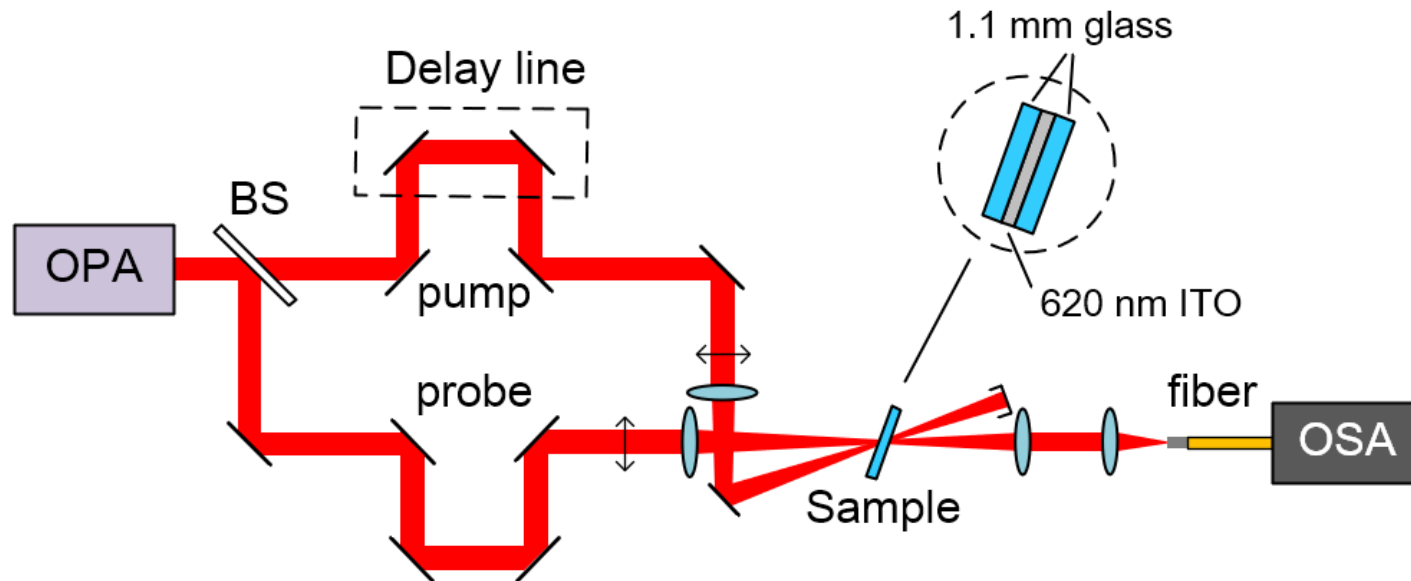 1.1 mm glass
Delay line
BS
OPA
pump
620 nm ITO
probe
fiber
OSA
Sample